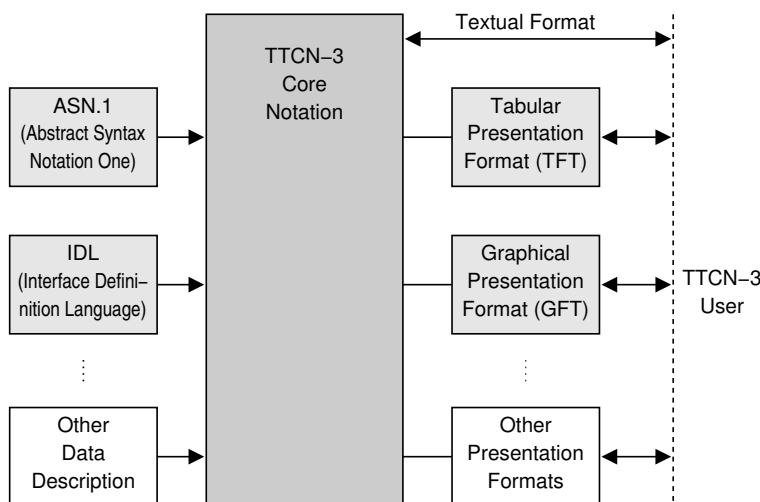 Textual Format
TTCN−3
Core
Notation
ASN.1
(Abstract Syntax
Notation One)
Tabular
Presentation
Format (TFT)
IDL
(Interface Defini−
nition Language)
Graphical
Presentation
Format (GFT)
TTCN−3
User
Other
Data
Description
Other
Presentation
Formats